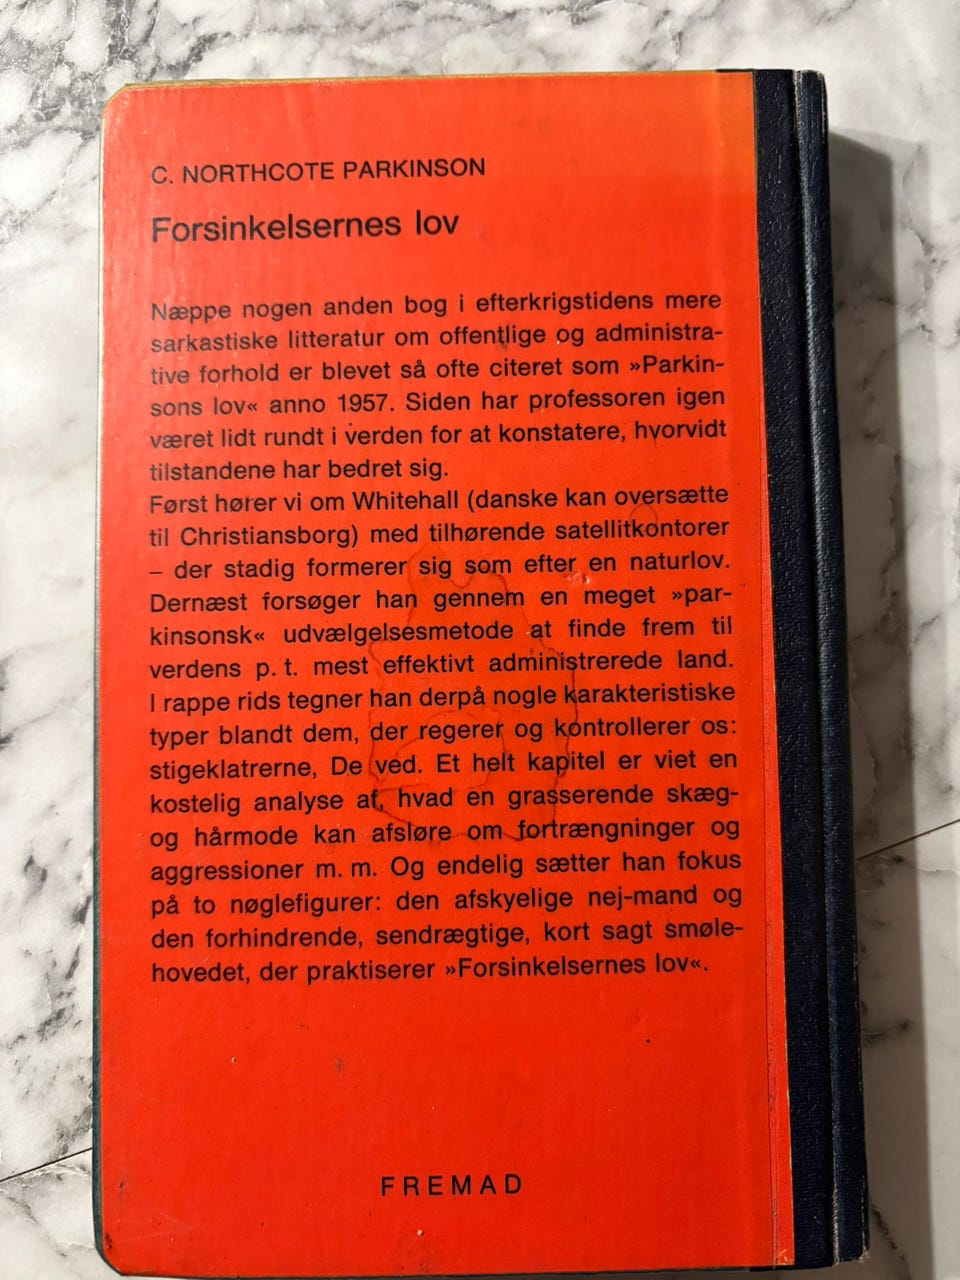 C. NORTHCOTE PARKINSON
Forsinkelsernes lov
Næppe nogen anden bog i efterkrigstidens mere
sarkastiske litteratur om offentlige og administra-
tive forhold er blevet så ofte citeret som »Parkin-
sons lov« anno 1957. Siden har professoren igen
været lidt rundt i verden for at konstatere, hvorvidt
tilstandene har bedret sig.
Først hører vi om Whitehall (danske kan oversætte
til Christiansborg) med tilhørende satellitkontorer
– der stadig formerer sig som efter en naturlov.
Dernæst forsøger han gennem en meget »par-
kinsonsk« udvælgelsesmetode at finde frem til
verdens p. t. mest effektivt administrerede land.
I rappe rids tegner han derpå nogle karakteristiske
typer blandt dem, der regerer og kontrollerer os:
stigeklatrerne, De ved. Et helt kapitel er viet en
kostelig analyse af, hvad en grasserende skæg-
og hårmode kan afsløre om fortrængninger og
aggressioner m. m. Og endelig sætter han fokus
på to nøglefigurer: den afskyelige nej-mand og
den forhindrende, sendrægtige, kort sagt smøle-
hovedet, der praktiserer »Forsinkelsernes lov«.
FREMAD